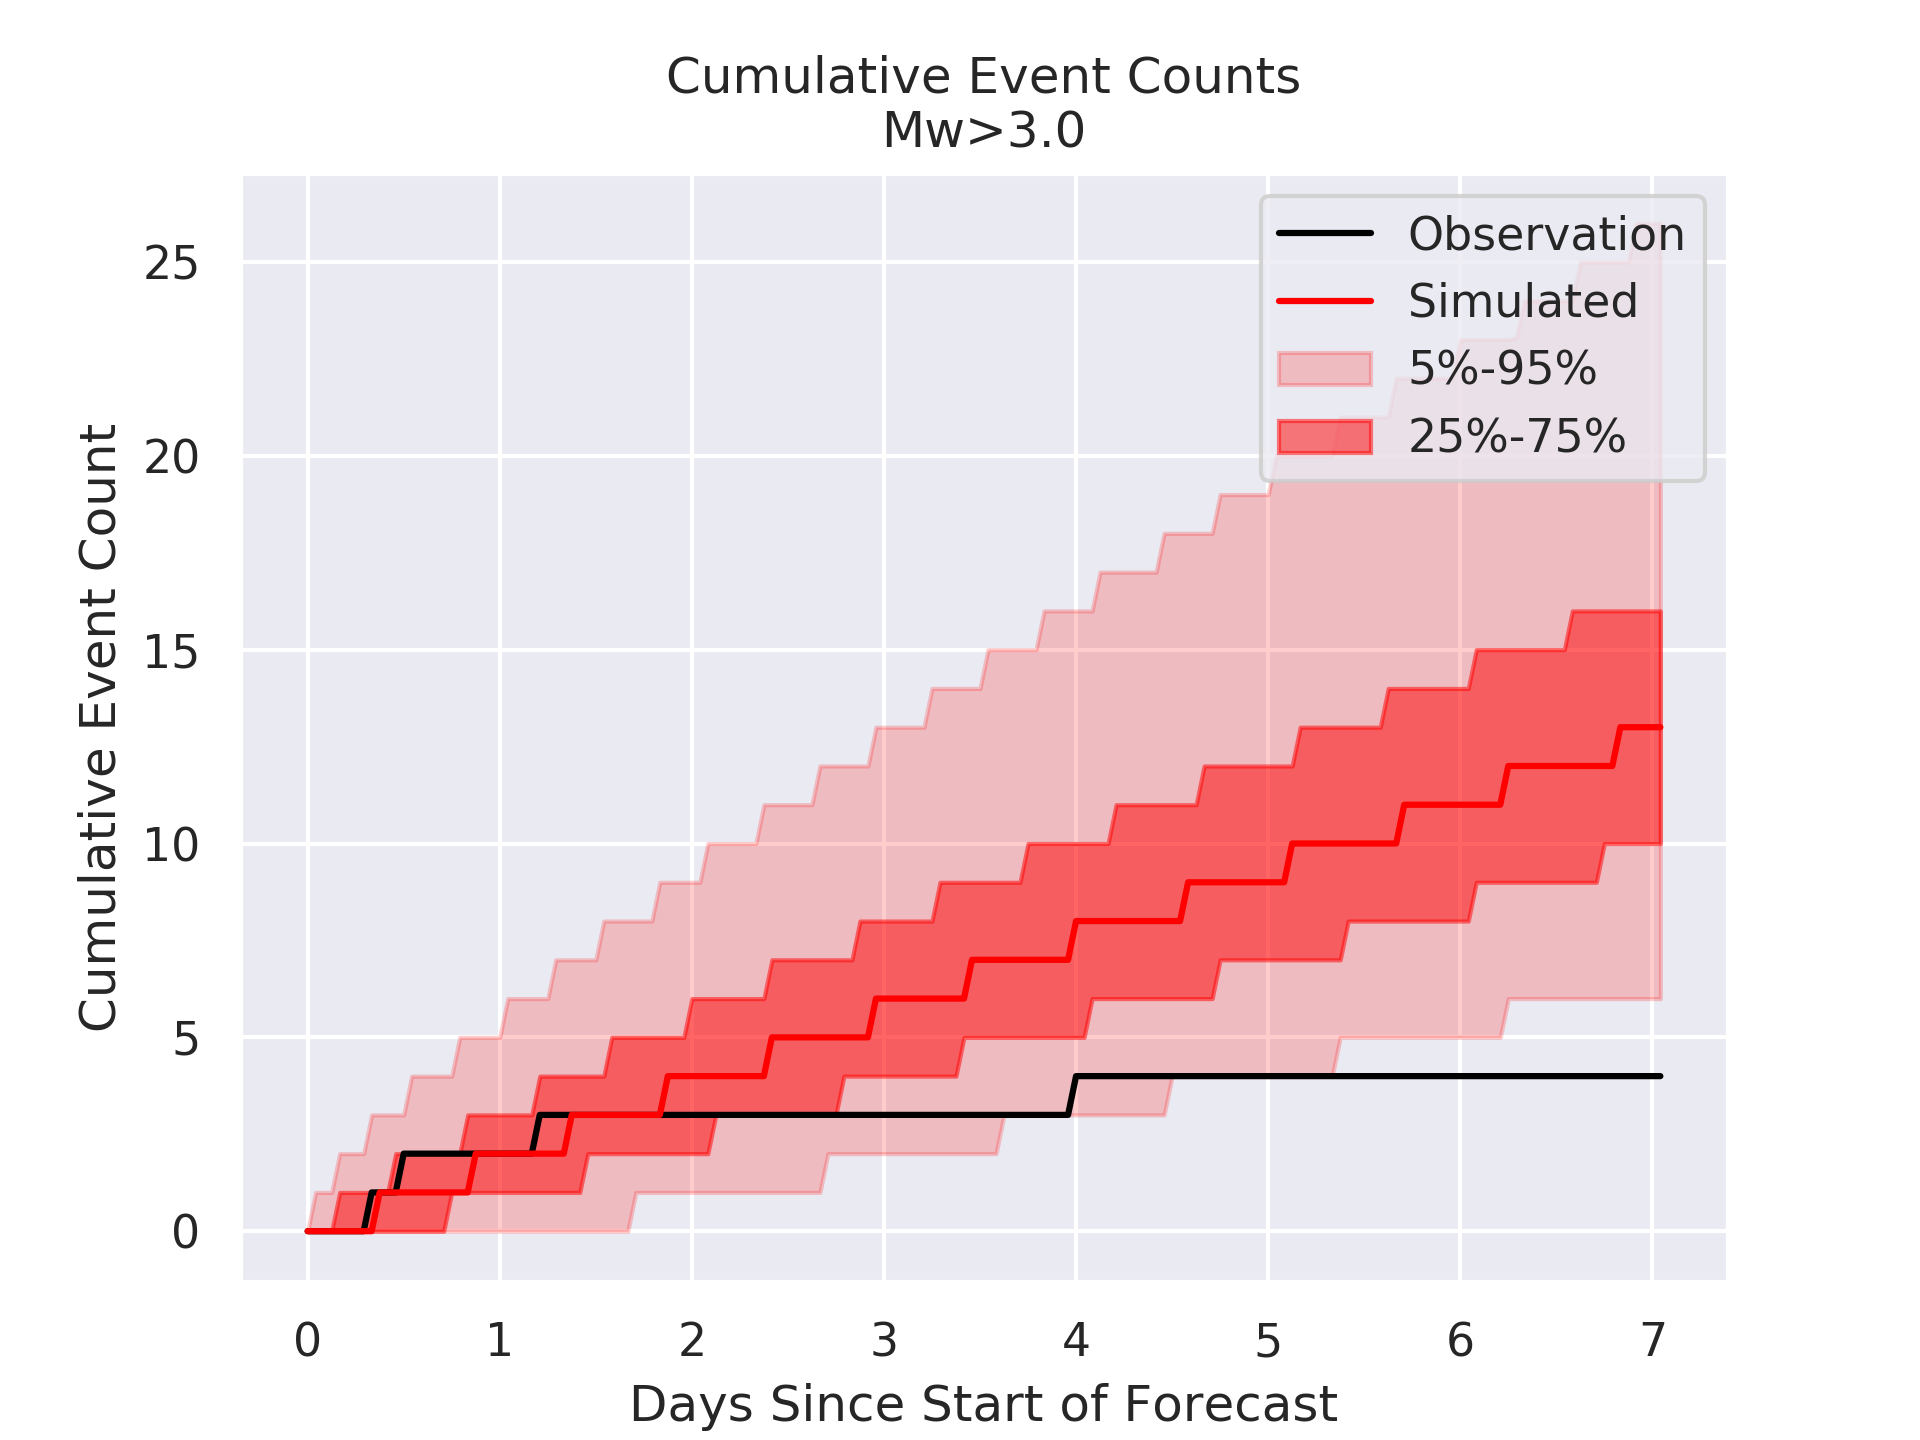 Cumulative Event Counts
Mw>3.0
Observation
Simulated
5%-95%
25%-75%
Cumulative Event Count
25
20
15
10
5
0
0 1 2 3 4 5 6 7
Days Since Start of Forecast